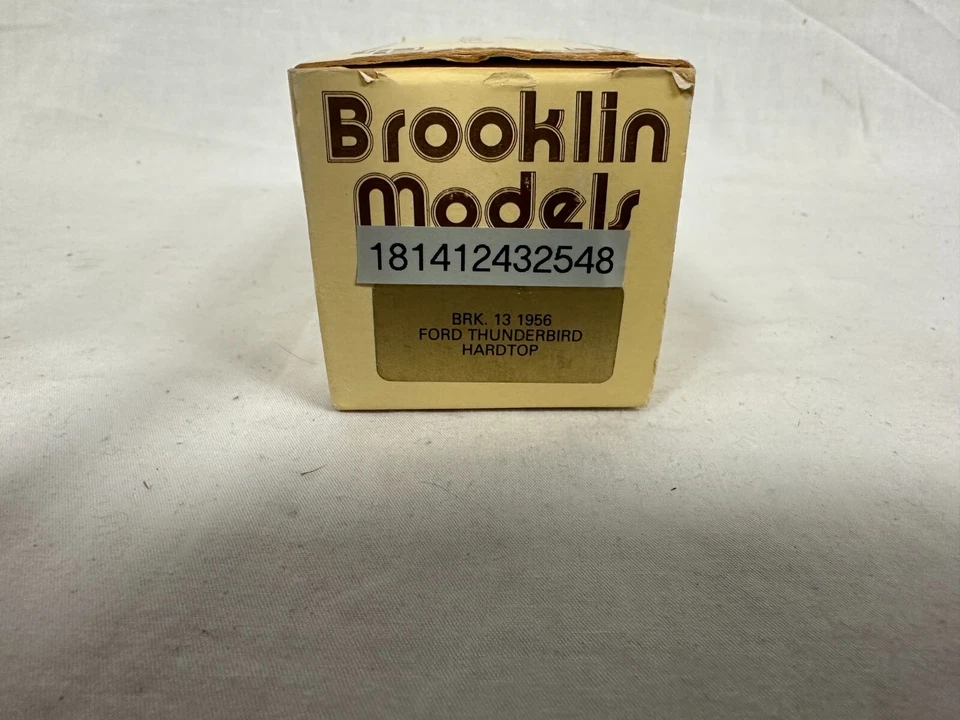 Brooklin
Models
181412432548
BRK. 13 1956
FORD THUNDERBIRD
HARDTOP